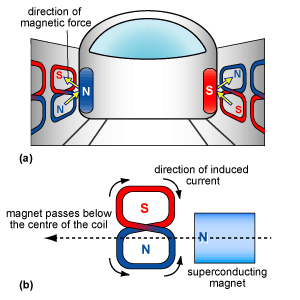 direction of
magnetic force
S
N
N
S
N
S
(a)
direction of induced
current
S
magnet passes below
the centre of the coil
N
N
superconducting
magnet
(b)